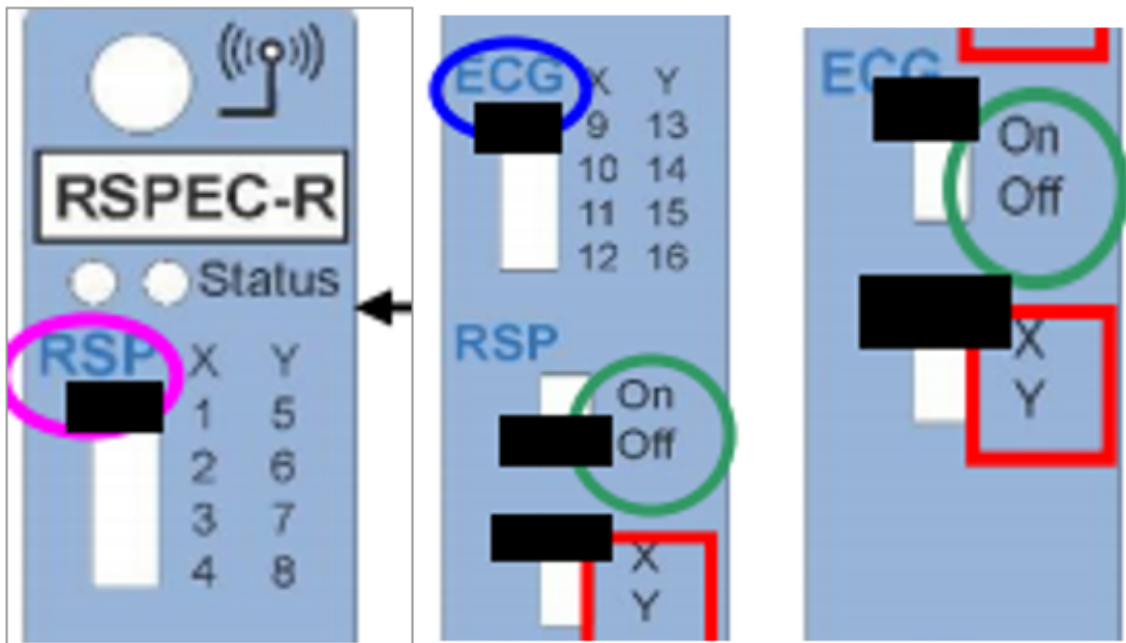 RSPEC-R
Status
RSP X Y
1 5
2 6
3 7
4 8
ECG X Y
9 13
10 14
11 15
12 16
RSP
On
Off
X
Y
ECG
On
Off
X
Y